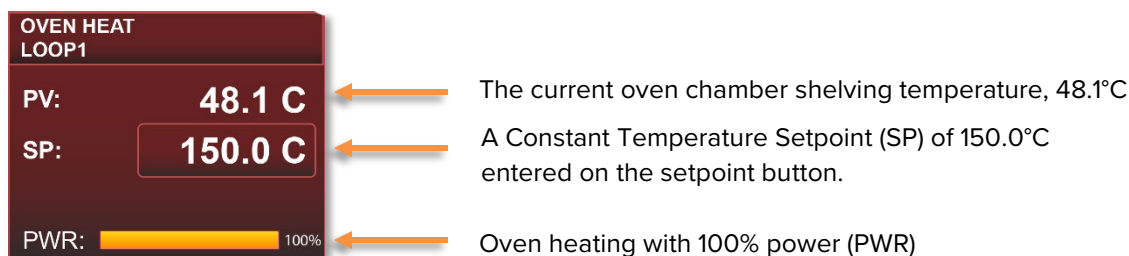 OVEN HEAT
LOOP1
PV: 48.1 C
SP: 150.0 C
PWR: 100%
The current oven chamber shelving temperature, 48.1°C
A Constant Temperature Setpoint (SP) of 150.0°C
entered on the setpoint button.
Oven heating with 100% power (PWR)